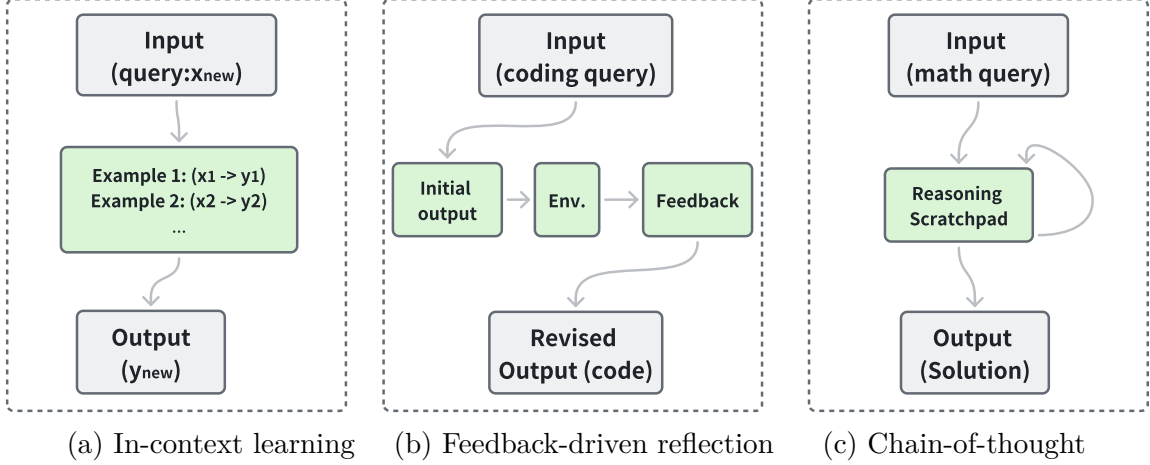 Input
(query:xnew)
Example 1: (x1 -> y1)
Example 2: (x2 -> y2)
...
Output
(ynew)
(a) In-context learning
Input
(coding query)
Initial
output
Env.
Feedback
Revised
Output (code)
(b) Feedback-driven reflection
Input
(math query)
Reasoning
Scratchpad
Output
(Solution)
(c) Chain-of-thought